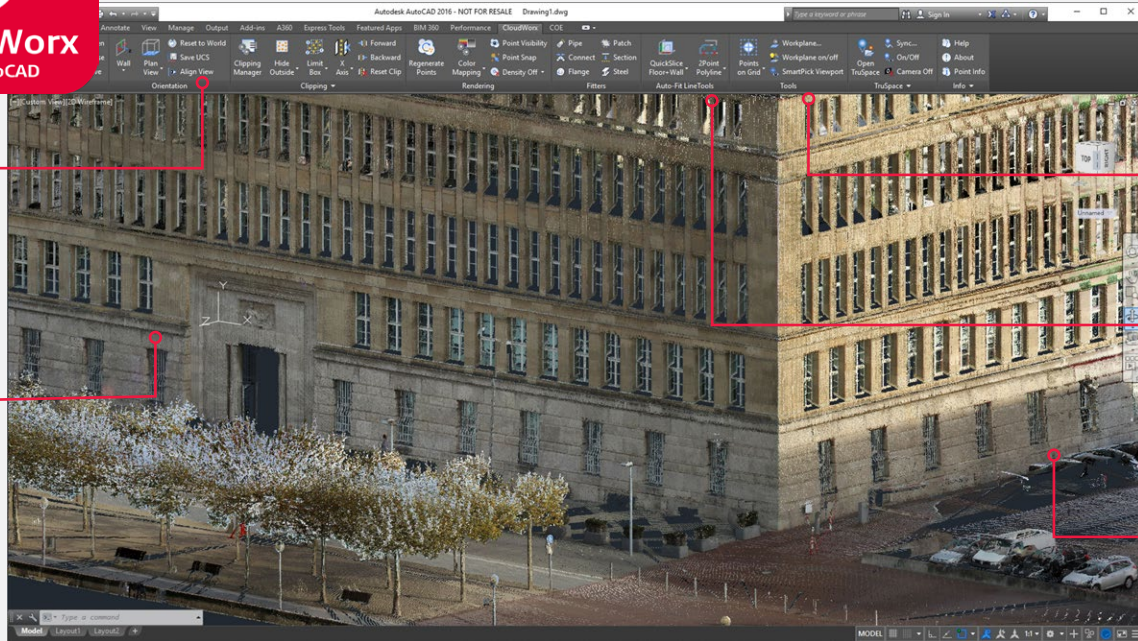 Worx
CAD
Autodesk AutoCAD 2016 - NOT FOR RESALE Drawing1.dwg
Type a keyword or phrase
Sign In
Annotate View Manage Output Add-ins A360 Express Tools Featured Apps BIM 360 Performance CloudWorx COE
Wall
Plan View
Reset to World
Save UCS
Align View
Orientation
Clipping Manager
Hide Outside
Limit Box
X Axis
Forward
Backward
Reset Clip
Clipping
Regenerate Points
Color Mapping
Point Visibility
Point Snap
Density Off
Rendering
Pipe
Connect
Flange
Patch
Section
Steel
Fitters
QuickSlice Floor+Wall
2Point Polyline
Auto-Fit LineTools
Points on Grid
Workplane...
Workplane on/off
SmartPick Viewport
Tools
Open TruSpace
Sync...
On/Off
Camera Off
TruSpace
Help
About
Point Info
Info
[−][Custom View][2D Wireframe]
TOP
Unnamed
Y
Z
X
Type a command
Model Layout1 Layout2 +
MODEL
1:1